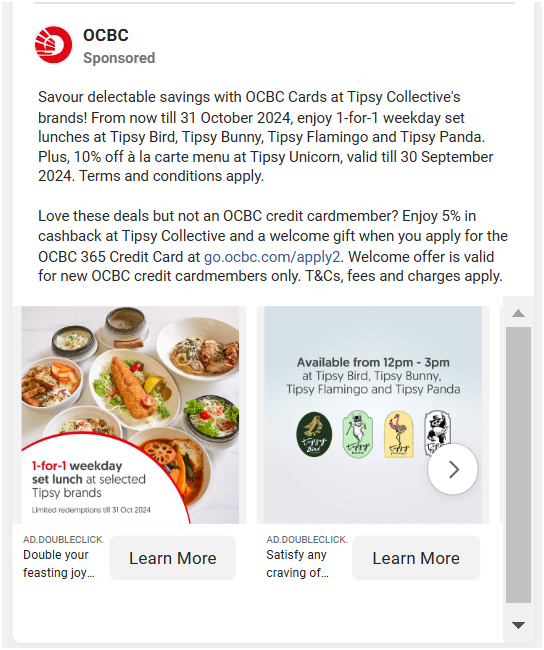 OCBC
Sponsored
Savour delectable savings with OCBC Cards at Tipsy Collective's
brands! From now till 31 October 2024, enjoy 1-for-1 weekday set
lunches at Tipsy Bird, Tipsy Bunny, Tipsy Flamingo and Tipsy Panda.
Plus, 10% off à la carte menu at Tipsy Unicorn, valid till 30 September
2024. Terms and conditions apply.
Love these deals but not an OCBC credit cardmember? Enjoy 5% in
cashback at Tipsy Collective and a welcome gift when you apply for the
OCBC 365 Credit Card at go.ocbc.com/apply2. Welcome offer is valid
for new OCBC credit cardmembers only. T&Cs, fees and charges apply.
1-for-1 weekday
set lunch at selected
Tipsy brands
Limited redemptions till 31 Oct 2024
Available from 12pm - 3pm
at Tipsy Bird, Tipsy Bunny,
Tipsy Flamingo and Tipsy Panda
Tipsy
Bird
Tipsy
Tipsy
Tipsy
AD.DOUBLECLICK.
Double your
feasting joy...
Learn More
AD.DOUBLECLICK.
Satisfy any
craving of...
Learn More